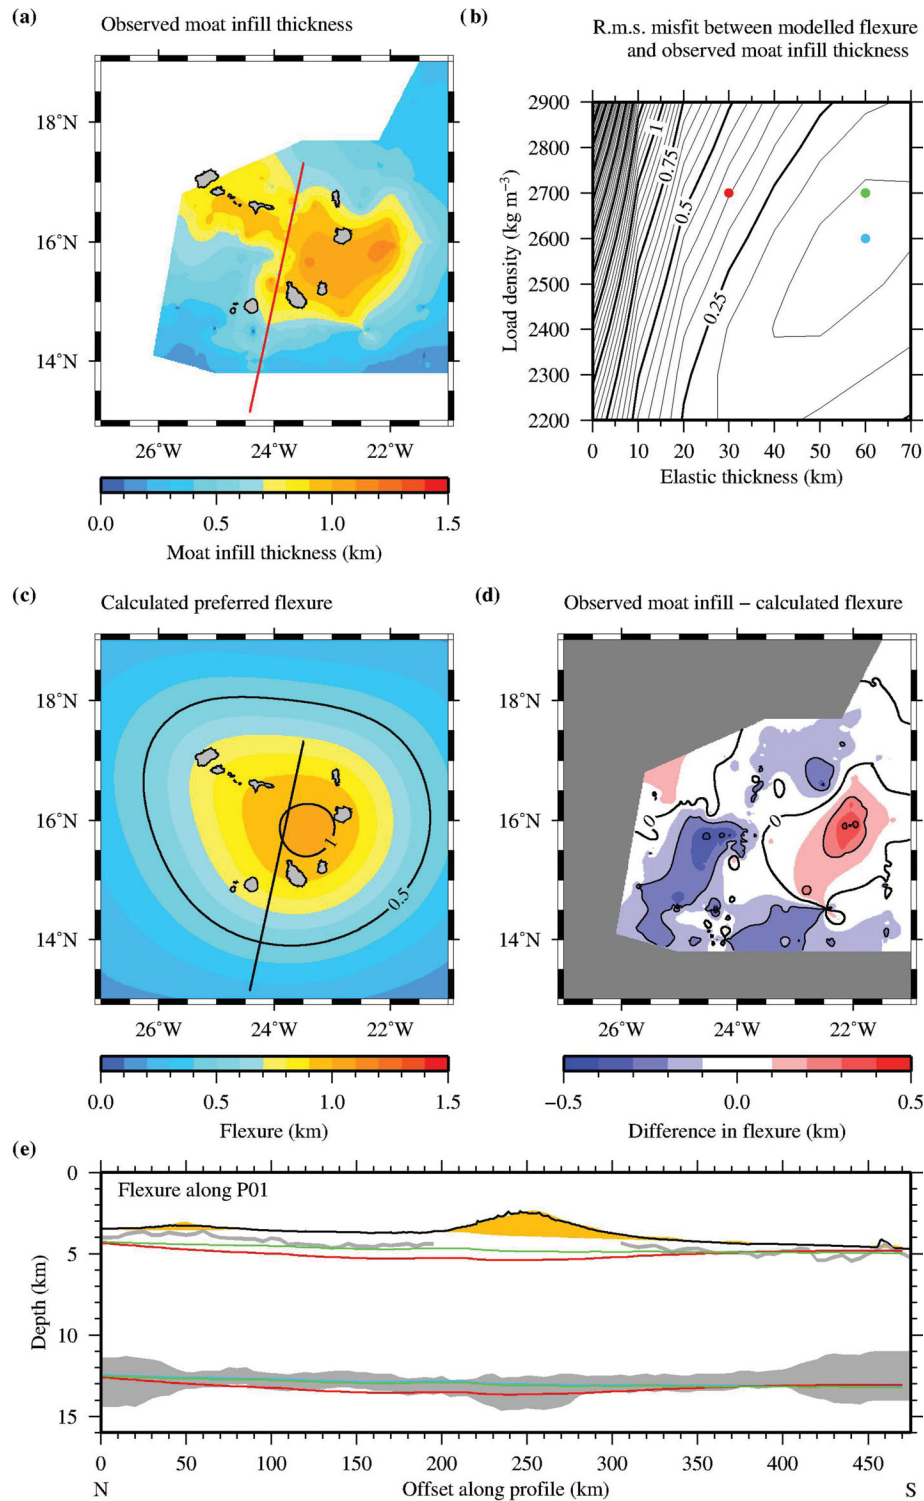 (a)
Observed moat infill thickness
18°N
16°N
14°N
26°W 24°W 22°W
0.0 0.5 1.0 1.5
Moat infill thickness (km)
(b)
R.m.s. misfit between modelled flexure
and observed moat infill thickness
2900
2800
2700
2600
2500
2400
2300
2200
Load density (kg m⁻³)
1
0.75
0.5
0.25
0 10 20 30 40 50 60 70
Elastic thickness (km)
(c)
Calculated preferred flexure
18°N
16°N
14°N
1
0.5
26°W 24°W 22°W
0.0 0.5 1.0 1.5
Flexure (km)
(d)
Observed moat infill − calculated flexure
18°N
16°N
14°N
0
0
26°W 24°W 22°W
−0.5 0.0 0.5
Difference in flexure (km)
(e)
Flexure along P01
0
5
10
15
Depth (km)
0 50 100 150 200 250 300 350 400 450
N Offset along profile (km) S